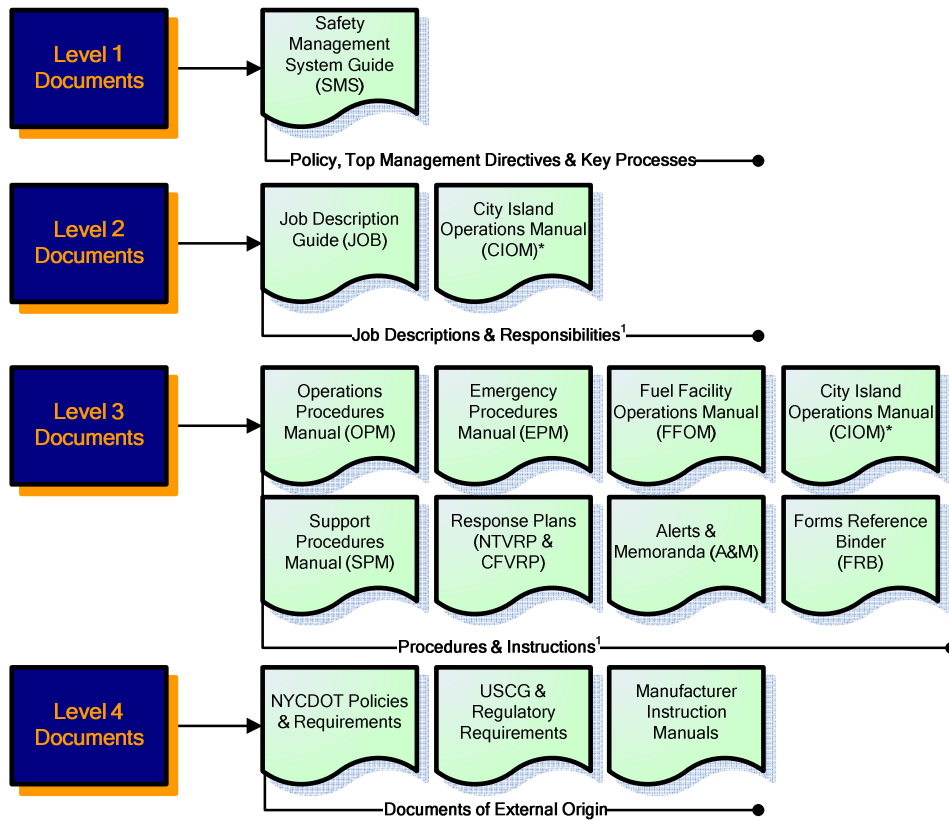 Level 1
Documents
Safety
Management
System Guide
(SMS)
Policy, Top Management Directives & Key Processes
Level 2
Documents
Job Description
Guide (JOB)
City Island
Operations Manual
(CIOM)*
Job Descriptions & Responsibilities¹
Level 3
Documents
Operations
Procedures
Manual (OPM)
Emergency
Procedures
Manual (EPM)
Fuel Facility
Operations Manual
(FFOM)
City Island
Operations Manual
(CIOM)*
Support
Procedures
Manual (SPM)
Response Plans
(NTVRP &
CFVRP)
Alerts &
Memoranda (A&M)
Forms Reference
Binder
(FRB)
Procedures & Instructions¹
Level 4
Documents
NYCDOT Policies
& Requirements
USCG &
Regulatory
Requirements
Manufacturer
Instruction
Manuals
Documents of External Origin